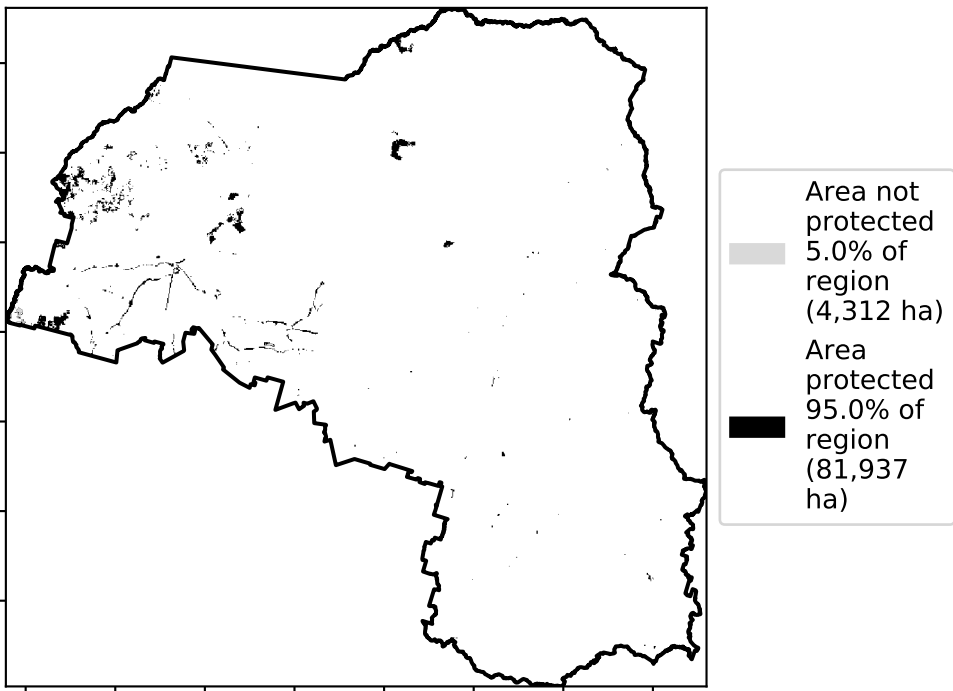 Area not
protected
5.0% of
region
(4,312 ha)
Area
protected
95.0% of
region
(81,937
ha)